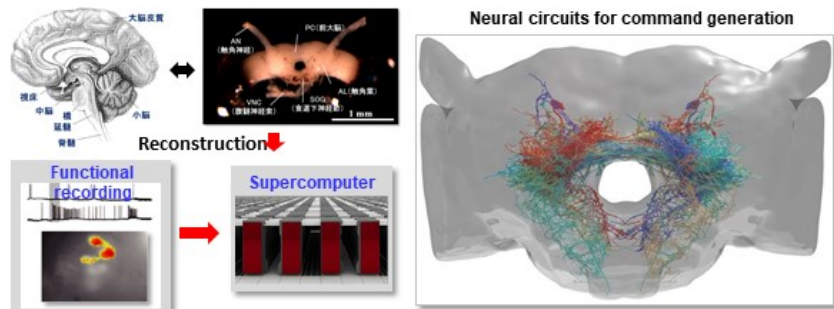 Neural circuits for command generation
大脳皮質
視床
中脳
橋
延髄
脊髄
小脳
AN
(触角神経)
PC(前大脳)
AL(触角葉)
VNC
(腹髄神経索)
SOG
(食道下神経節)
1 mm
Reconstruction
Functional
recording
Supercomputer